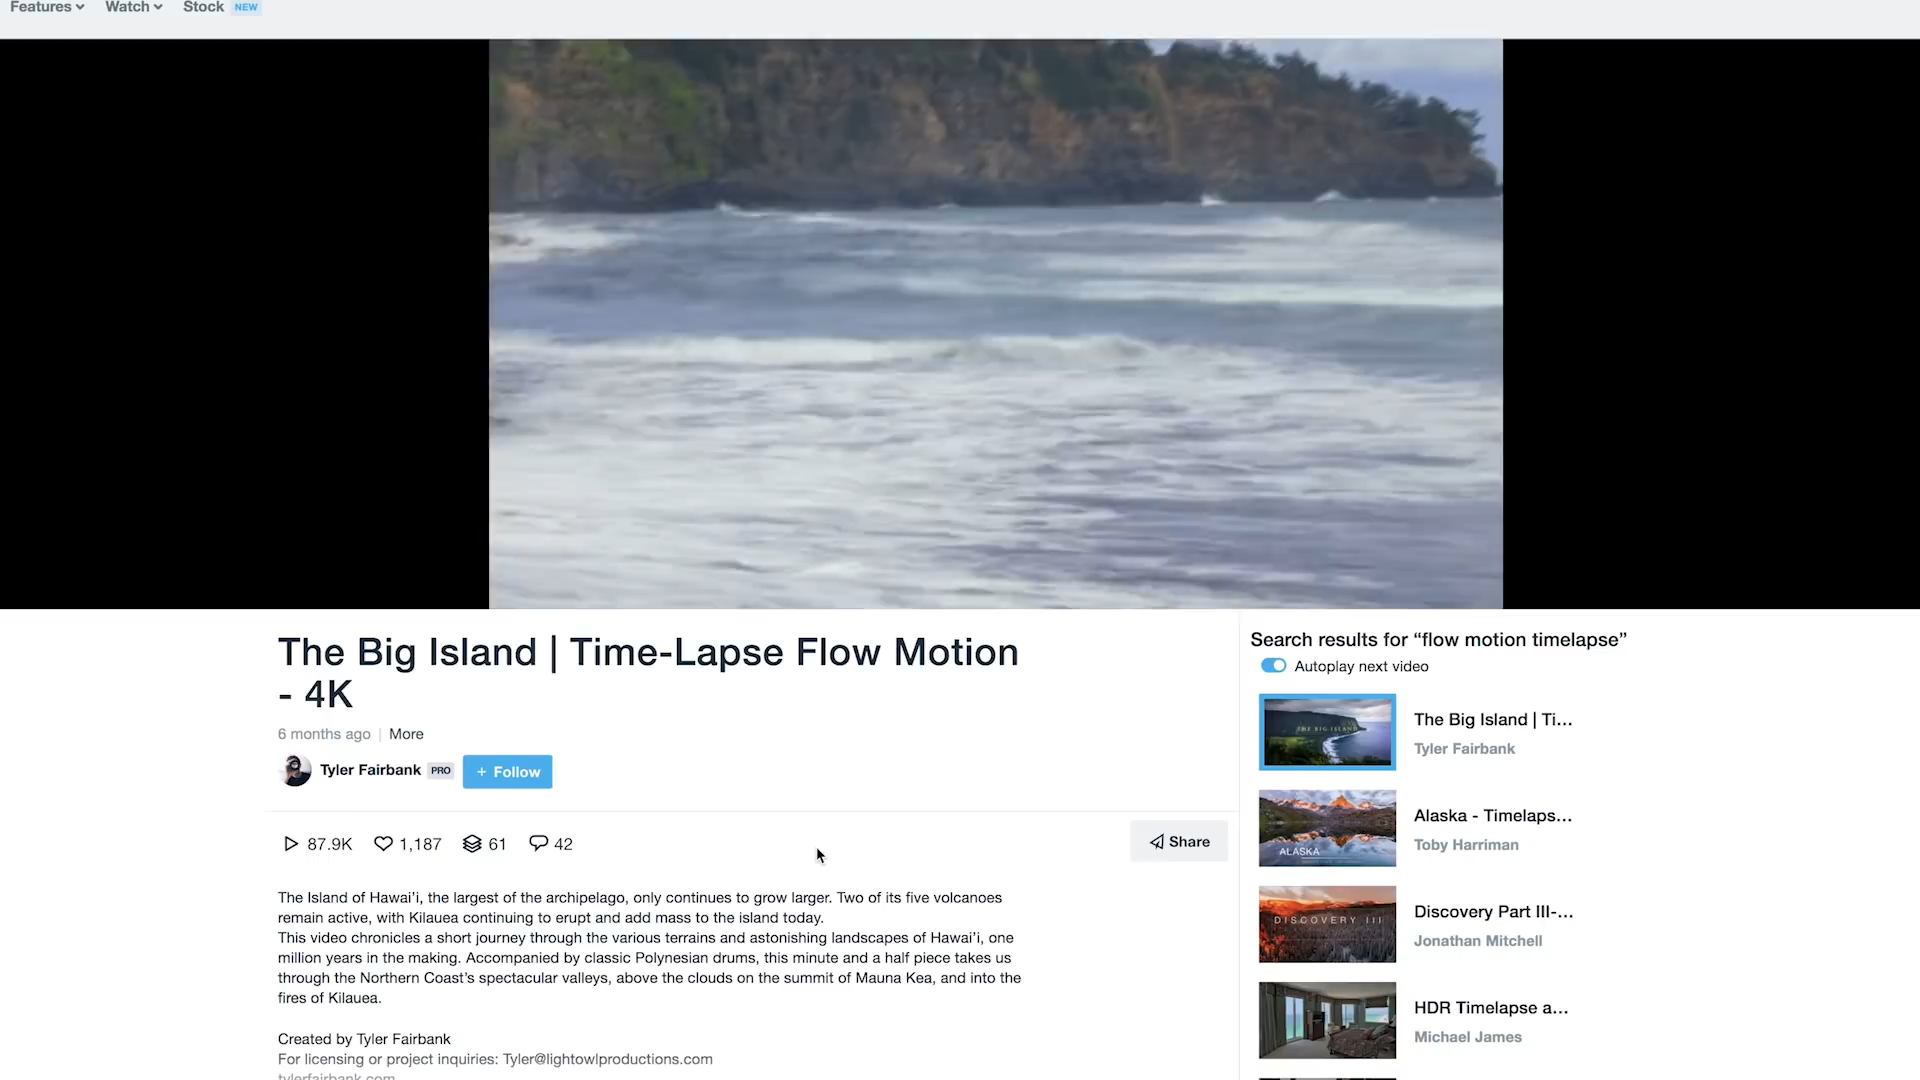 Features Watch Stock NEW
The Big Island | Time-Lapse Flow Motion
- 4K
6 months ago | More
Tyler Fairbank PRO + Follow
87.9K 1,187 61 42
Share
The Island of Hawai’i, the largest of the archipelago, only continues to grow larger. Two of its five volcanoes
remain active, with Kilauea continuing to erupt and add mass to the island today.
This video chronicles a short journey through the various terrains and astonishing landscapes of Hawai’i, one
million years in the making. Accompanied by classic Polynesian drums, this minute and a half piece takes us
through the Northern Coast’s spectacular valleys, above the clouds on the summit of Mauna Kea, and into the
fires of Kilauea.
Created by Tyler Fairbank
For licensing or project inquiries: Tyler@lightowlproductions.com
tylerfairbank.com
Search results for “flow motion timelapse”
Autoplay next video
THE BIG ISLAND
The Big Island | Ti...
Tyler Fairbank
ALASKA
Alaska - Timelaps...
Toby Harriman
DISCOVERY III
Discovery Part III-...
Jonathan Mitchell
HDR Timelapse a...
Michael James